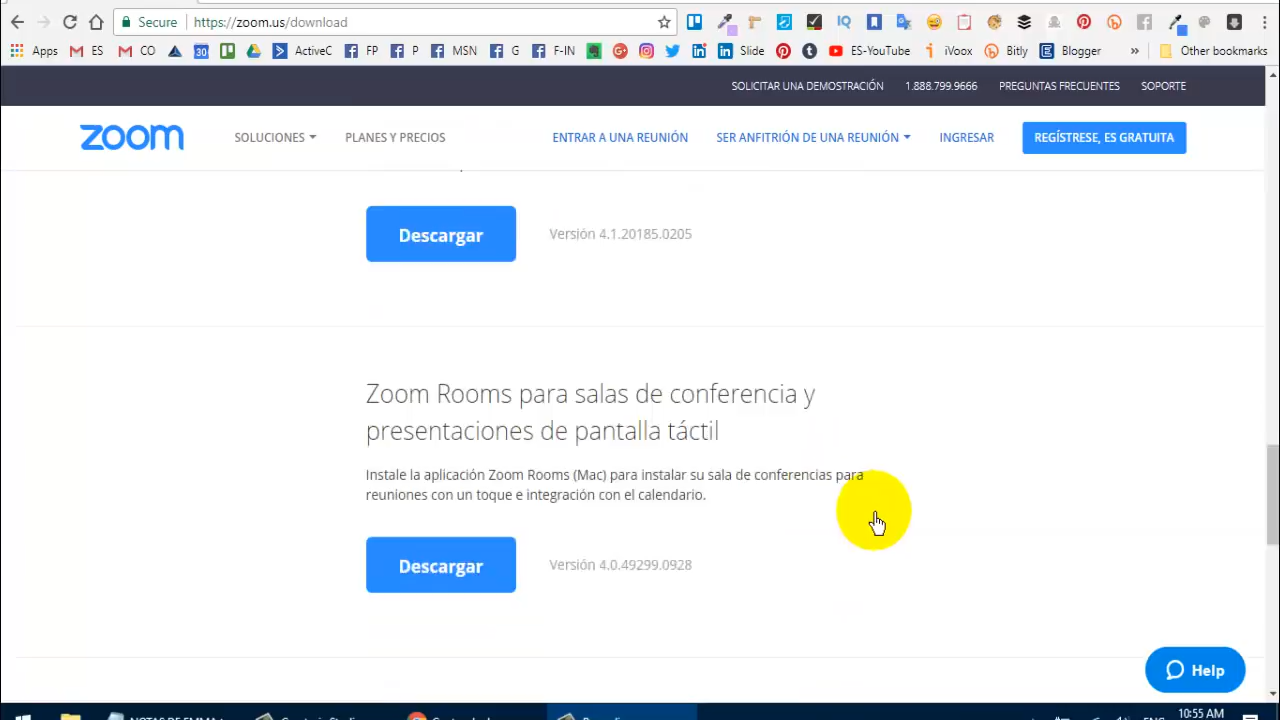 Secure https://zoom.us/download
Apps ES CO 30 ActiveC FP P MSN G F-IN Slide ES-YouTube iVoox Bitly Blogger » Other bookmarks
SOLICITAR UNA DEMOSTRACIÓN 1.888.799.9666 PREGUNTAS FRECUENTES SOPORTE
zoom SOLUCIONES PLANES Y PRECIOS ENTRAR A UNA REUNIÓN SER ANFITRIÓN DE UNA REUNIÓN INGRESAR REGÍSTRESE, ES GRATUITA
Descargar Versión 4.1.20185.0205
Zoom Rooms para salas de conferencia y
presentaciones de pantalla táctil
Instale la aplicación Zoom Rooms (Mac) para instalar su sala de conferencias para
reuniones con un toque e integración con el calendario.
Descargar Versión 4.0.49299.0928
Help
10:55 AM